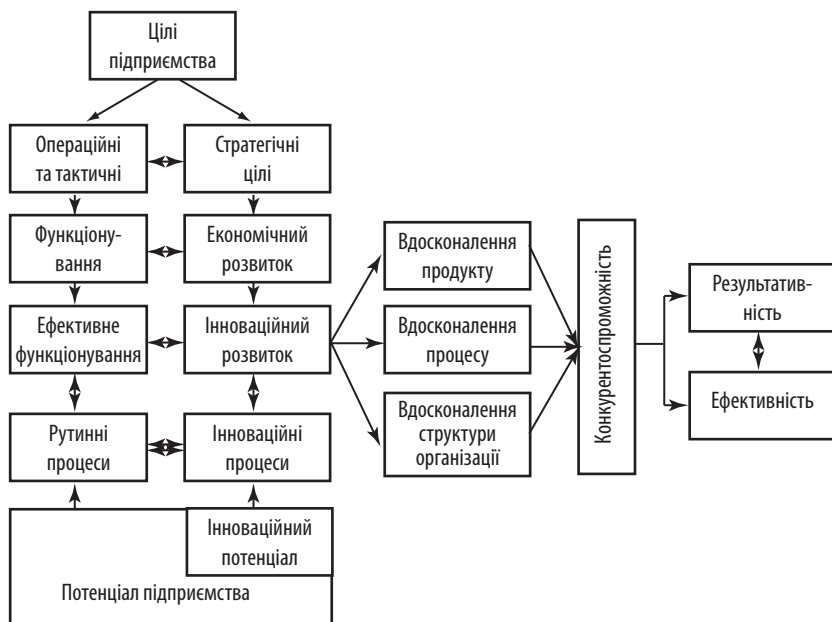 Цілі
підприємства
Операційні
та тактичні
Стратегічні
цілі
Функціону-
вання
Економічний
розвиток
Ефективне
функціонування
Інноваційний
розвиток
Рутинні
процеси
Інноваційні
процеси
Інноваційний
потенціал
Потенціал підприємства
Вдосконалення
продукту
Вдосконалення
процесу
Вдосконалення
структури
організації
Конкурентоспроможність
Результатив-
ність
Ефективність